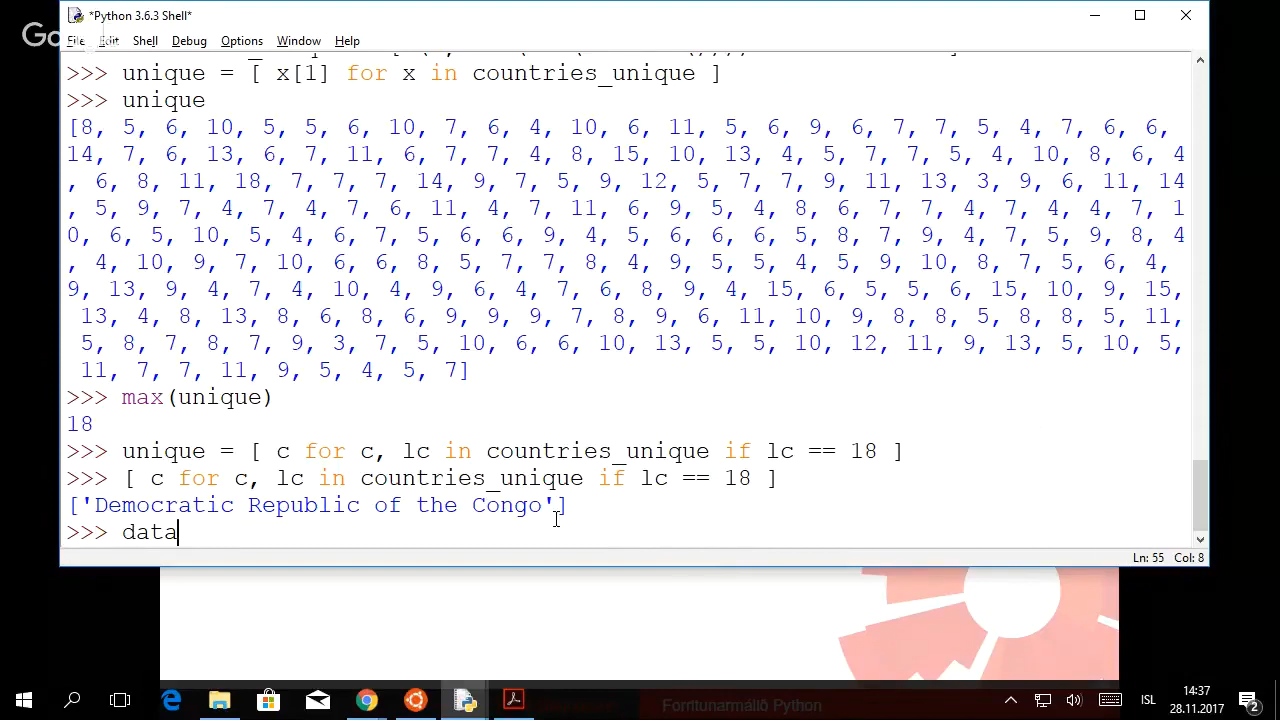 *Python 3.6.3 Shell*
File Edit Shell Debug Options Window Help
>>> unique = [ x[1] for x in countries_unique ]
>>> unique
[8, 5, 6, 10, 5, 5, 6, 10, 7, 6, 4, 10, 6, 11, 5, 6, 9, 6, 7, 7, 5, 4, 7, 6, 6,
14, 7, 6, 13, 6, 7, 11, 6, 7, 7, 4, 8, 15, 10, 13, 4, 5, 7, 7, 5, 4, 10, 8, 6, 4
, 6, 8, 11, 18, 7, 7, 7, 14, 9, 7, 5, 9, 12, 5, 7, 7, 9, 11, 13, 3, 9, 6, 11, 14
, 5, 9, 7, 4, 7, 4, 7, 6, 11, 4, 7, 11, 6, 9, 5, 4, 8, 6, 7, 7, 4, 7, 4, 4, 7, 1
0, 6, 5, 10, 5, 4, 6, 7, 5, 6, 6, 9, 4, 5, 6, 6, 6, 5, 8, 7, 9, 4, 7, 5, 9, 8, 4
, 4, 10, 9, 7, 10, 6, 6, 8, 5, 7, 7, 8, 4, 9, 5, 5, 4, 5, 9, 10, 8, 7, 5, 6, 4,
9, 13, 9, 4, 7, 4, 10, 4, 9, 6, 4, 7, 6, 8, 9, 4, 15, 6, 5, 5, 6, 15, 10, 9, 15,
13, 4, 8, 13, 8, 6, 8, 6, 9, 9, 9, 7, 8, 9, 6, 11, 10, 9, 8, 8, 5, 8, 8, 5, 11,
5, 8, 7, 8, 7, 9, 3, 7, 5, 10, 6, 6, 10, 13, 5, 5, 10, 12, 11, 9, 13, 5, 10, 5,
11, 7, 7, 11, 9, 5, 4, 5, 7]
>>> max(unique)
18
>>> unique = [ c for c, lc in countries_unique if lc == 18 ]
>>> [ c for c, lc in countries_unique if lc == 18 ]
['Democratic Republic of the Congo']
>>> data
Ln: 55 Col: 8
Forritunarmálið Python
ISL
14:37
28.11.2017
2